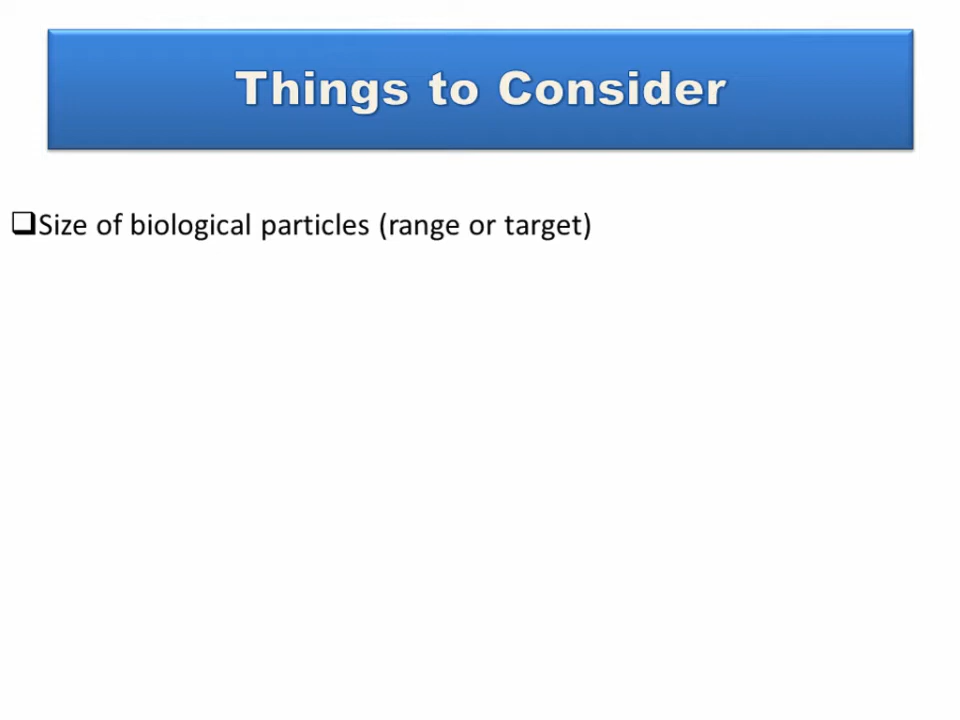 Things to Consider
❑Size of biological particles (range or target)